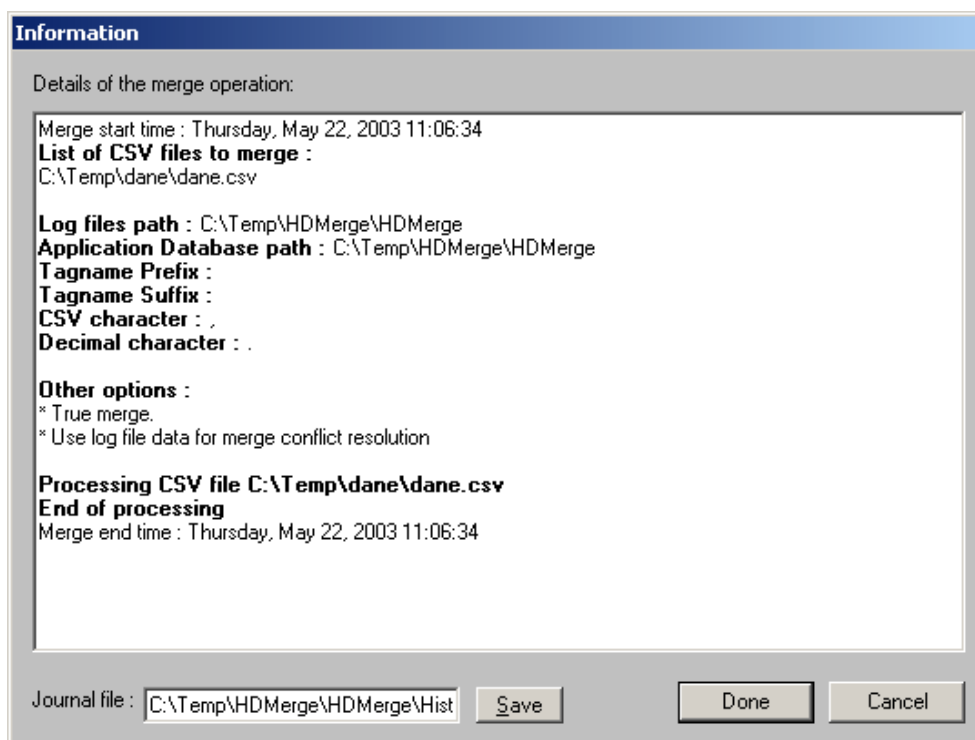 Information
Details of the merge operation:
Merge start time : Thursday, May 22, 2003 11:06:34
List of CSV files to merge :
C:\Temp\dane\dane.csv
Log files path : C:\Temp\HDMerge\HDMerge
Application Database path : C:\Temp\HDMerge\HDMerge
Tagname Prefix :
Tagname Suffix :
CSV character : ,
Decimal character : .
Other options :
* True merge.
* Use log file data for merge conflict resolution
Processing CSV file C:\Temp\dane\dane.csv
End of processing
Merge end time : Thursday, May 22, 2003 11:06:34
Journal file : C:\Temp\HDMerge\HDMerge\Hist Save Done Cancel